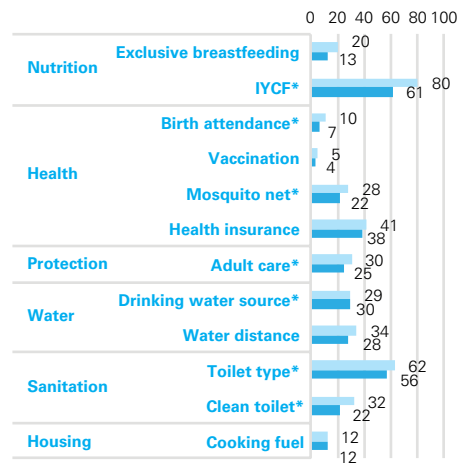 0 20 40 60 80 100
Nutrition
Exclusive breastfeeding 20
13
IYCF* 80
61
Health
Birth attendance* 10
7
Vaccination 5
4
Mosquito net* 28
22
Health insurance 41
38
Protection
Adult care* 30
25
Water
Drinking water source* 29
30
Water distance 34
28
Sanitation
Toilet type* 62
56
Clean toilet* 32
22
Housing
Cooking fuel 12
12